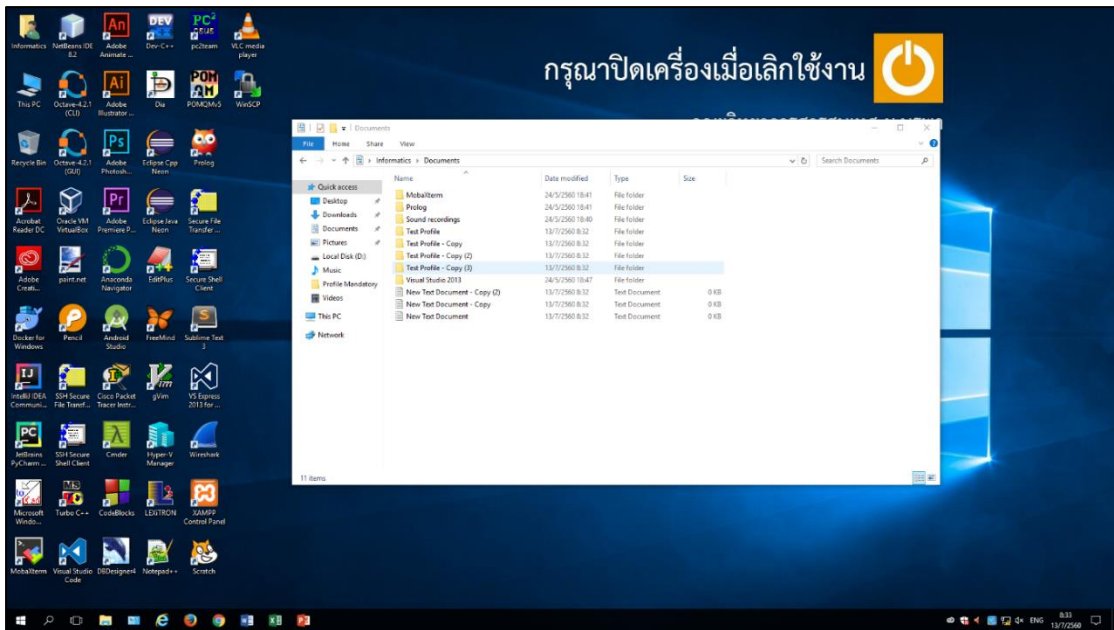 Informatics
NetBeans IDE 8.2
Adobe Animate ...
Dev-C++
pc2team
VLC media player
This PC
Octave-4.2.1 (CLI)
Adobe Illustrator ...
Dia
POMQMv5
WinSCP
Recycle Bin
Octave-4.2.1 (GUI)
Adobe Photosh...
Eclipse Cpp Neon
Prolog
Acrobat Reader DC
Oracle VM VirtualBox
Adobe Premiere P...
Eclipse Java Neon
Secure File Transfer ...
Adobe Creati...
paint.net
Anaconda Navigator
EditPlus
Secure Shell Client
Docker for Windows
Pencil
Android Studio
FreeMind
Sublime Text 3
IntelliJ IDEA Communi...
SSH Secure File Transf...
Cisco Packet Tracer Instr...
gVim
VS Express 2013 for ...
JetBrains PyCharm ...
SSH Secure Shell Client
Cmder
Hyper-V Manager
Wireshark
Microsoft Windo...
Turbo C++
CodeBlocks
LEXiTRON
XAMPP Control Panel
MobaXterm
Visual Studio Code
DBDesigner4
Notepad++
Scratch
กรุณาปิดเครื่องเมื่อเลิกใช้งาน
Documents
File Home Share View
Informatics > Documents
Search Documents
Name Date modified Type Size
Quick access
Desktop
Downloads
Documents
Pictures
Local Disk (D:)
Music
Profile Mandatory
Videos
This PC
Network
MobaXterm 24/5/2560 18:41 File folder
Prolog 24/5/2560 18:41 File folder
Sound recordings 24/5/2560 18:40 File folder
Test Profile 13/7/2560 8:32 File folder
Test Profile - Copy 13/7/2560 8:32 File folder
Test Profile - Copy (2) 13/7/2560 8:32 File folder
Test Profile - Copy (3) 13/7/2560 8:32 File folder
Visual Studio 2013 24/5/2560 18:47 File folder
New Text Document - Copy (2) 13/7/2560 8:32 Text Document 0 KB
New Text Document - Copy 13/7/2560 8:32 Text Document 0 KB
New Text Document 13/7/2560 8:32 Text Document 0 KB
11 items
ENG
8:33
13/7/2560